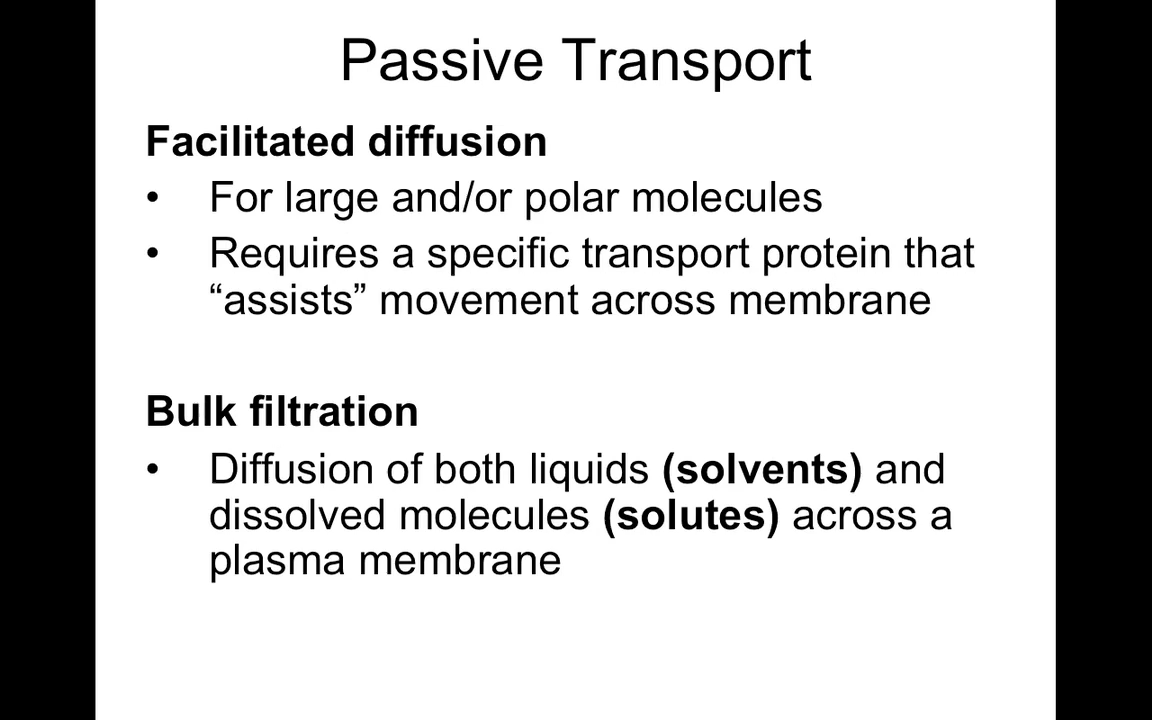 Passive Transport
Facilitated diffusion
• For large and/or polar molecules
• Requires a specific transport protein that
“assists” movement across membrane
Bulk filtration
• Diffusion of both liquids (solvents) and
dissolved molecules (solutes) across a
plasma membrane